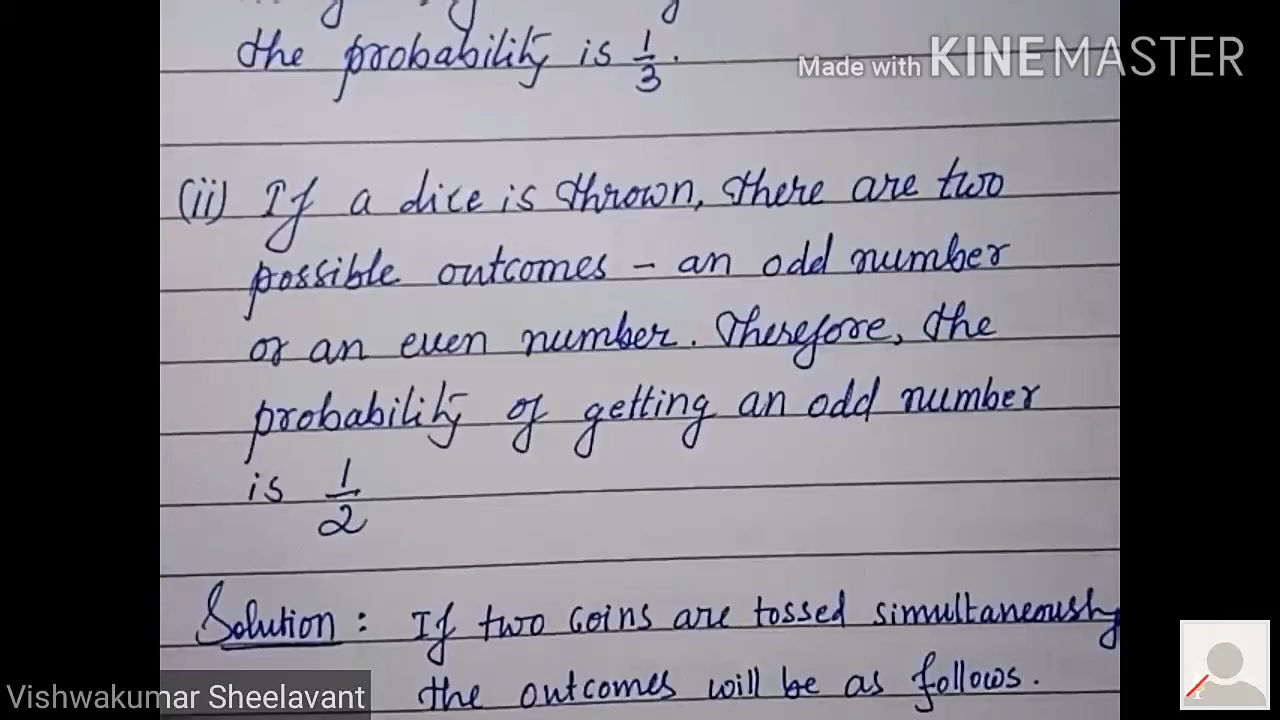 the probability is 1/3.
Made with KINEMASTER
(ii) If a dice is thrown, there are two
possible outcomes - an odd number
or an even number. Therefore, the
probability of getting an odd number
is 1/2
Solution: If two coins are tossed simultaneously
the outcomes will be as follows.
Vishwakumar Sheelavant